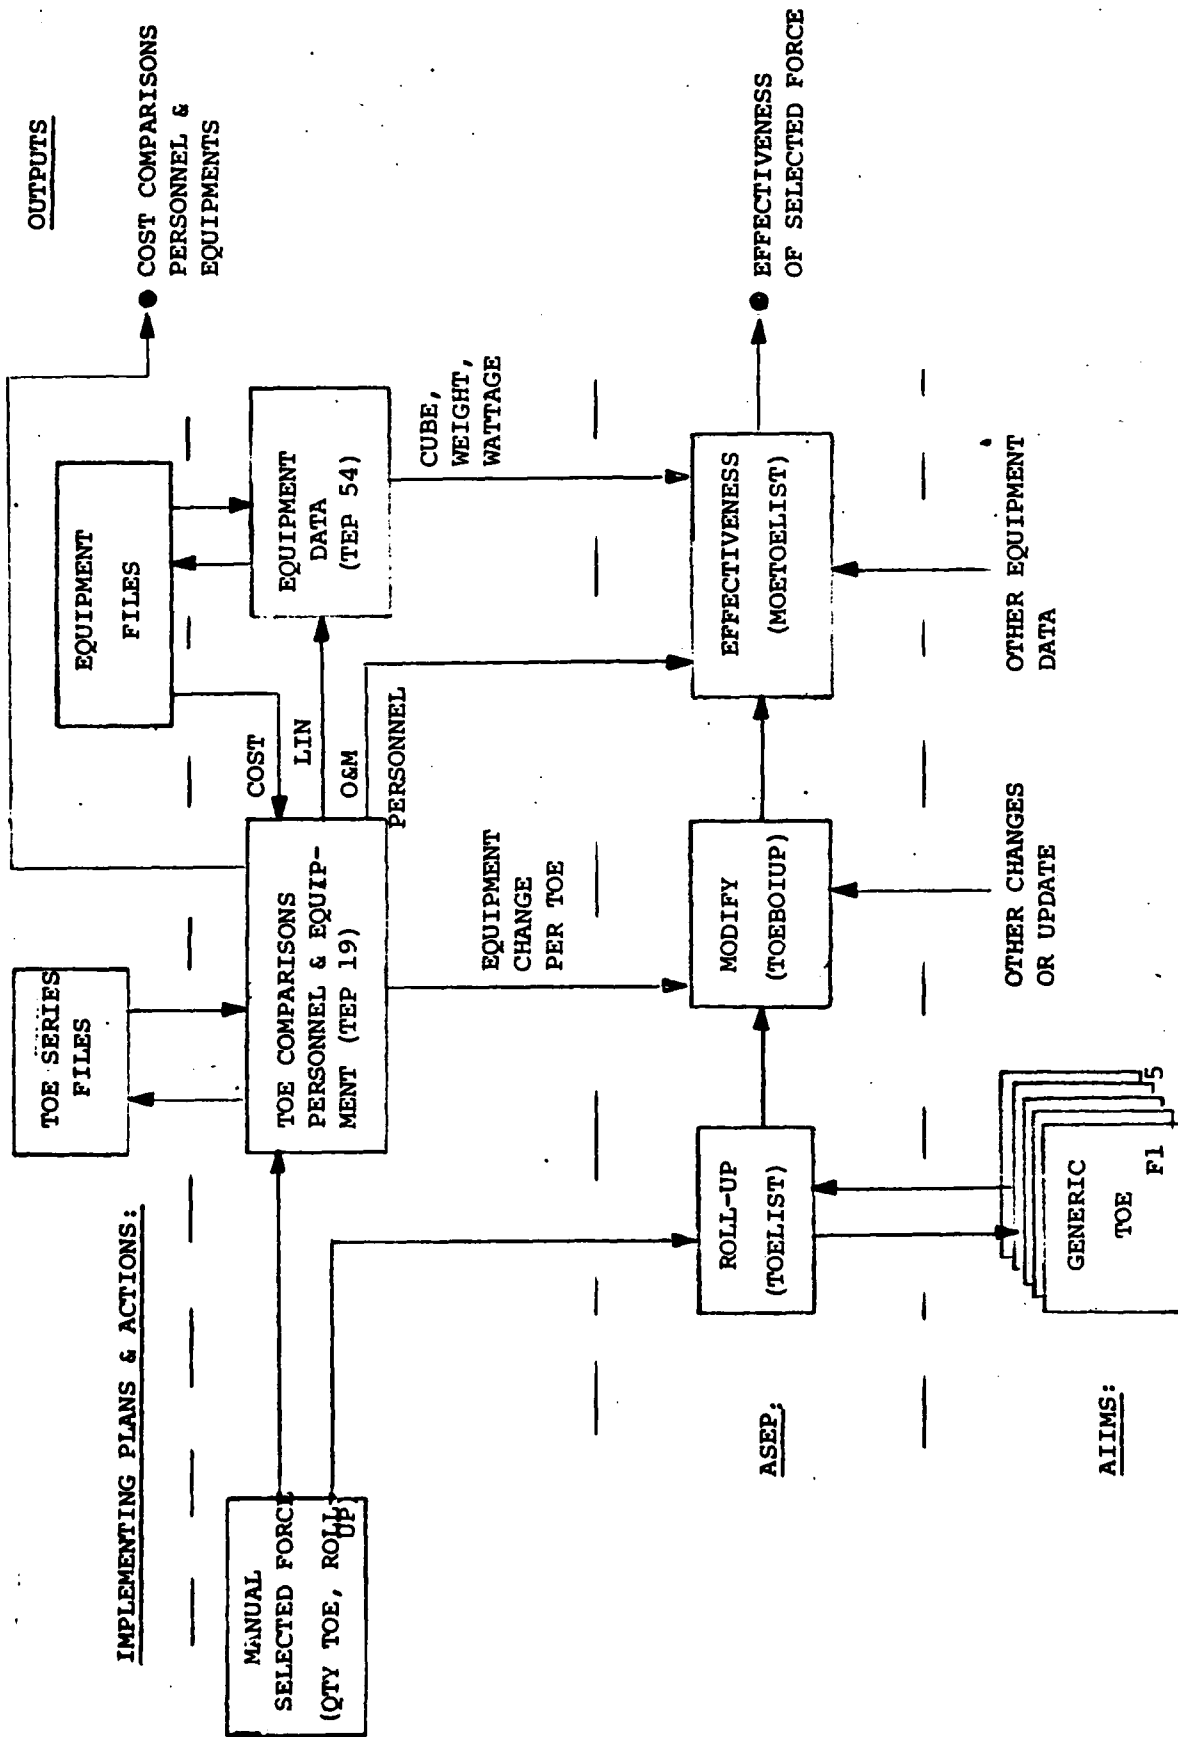 OUTPUTS
IMPLEMENTING PLANS & ACTIONS:
TOE SERIES
FILES
EQUIPMENT
FILES
COST COMPARISONS
PERSONNEL &
EQUIPMENTS
MANUAL
SELECTED FORCE
(QTY TOE, ROLL
UP)
TOE COMPARISONS
PERSONNEL & EQUIP-
MENT (TEP 19)
COST
LIN
O&M
PERSONNEL
EQUIPMENT
DATA
(TEP 54)
EQUIPMENT
CHANGE
PER TOE
CUBE,
WEIGHT,
WATTAGE
ASEP:
ROLL-UP
(TOELIST)
MODIFY
(TOEBOIUP)
EFFECTIVENESS
(MOETOELIST)
EFFECTIVENESS
OF SELECTED FORCE
AIIMS:
GENERIC
TOE
F1
5
OTHER CHANGES
OR UPDATE
OTHER EQUIPMENT
DATA